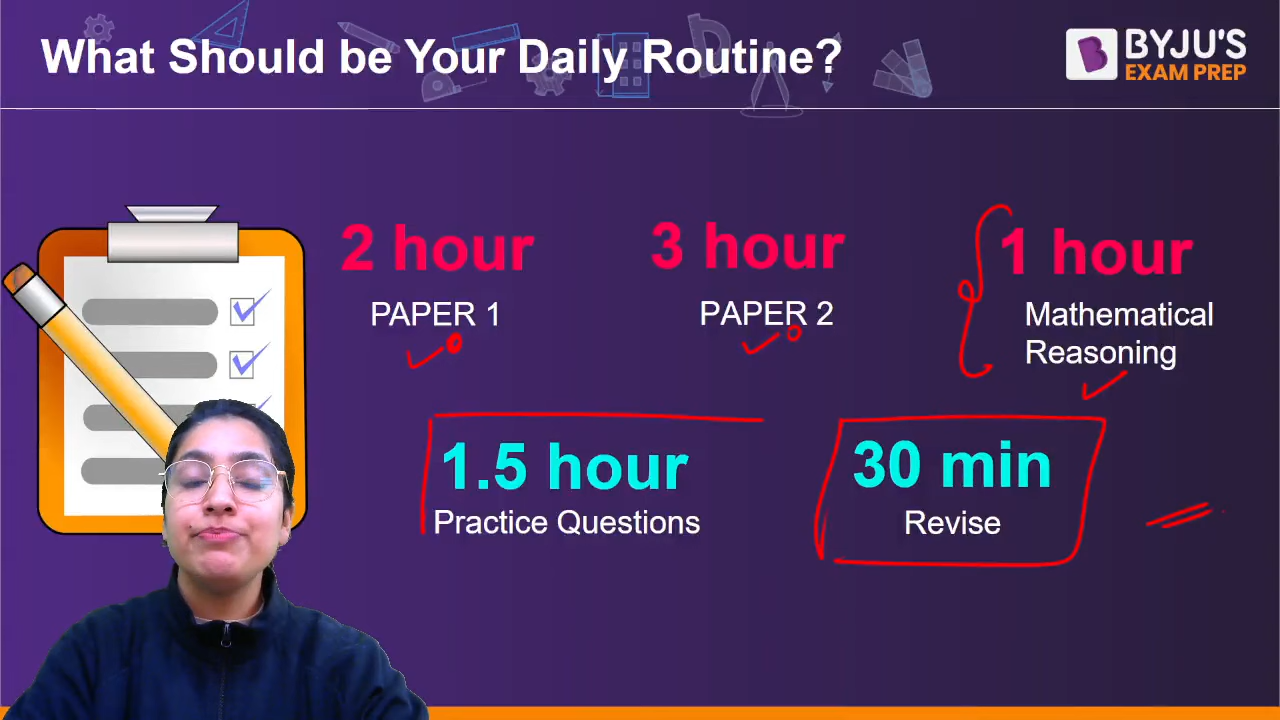 What Should be Your Daily Routine?
BYJU'S
EXAM PREP
2 hour
PAPER 1
3 hour
PAPER 2
1 hour
Mathematical
Reasoning
1.5 hour
Practice Questions
30 min
Revise